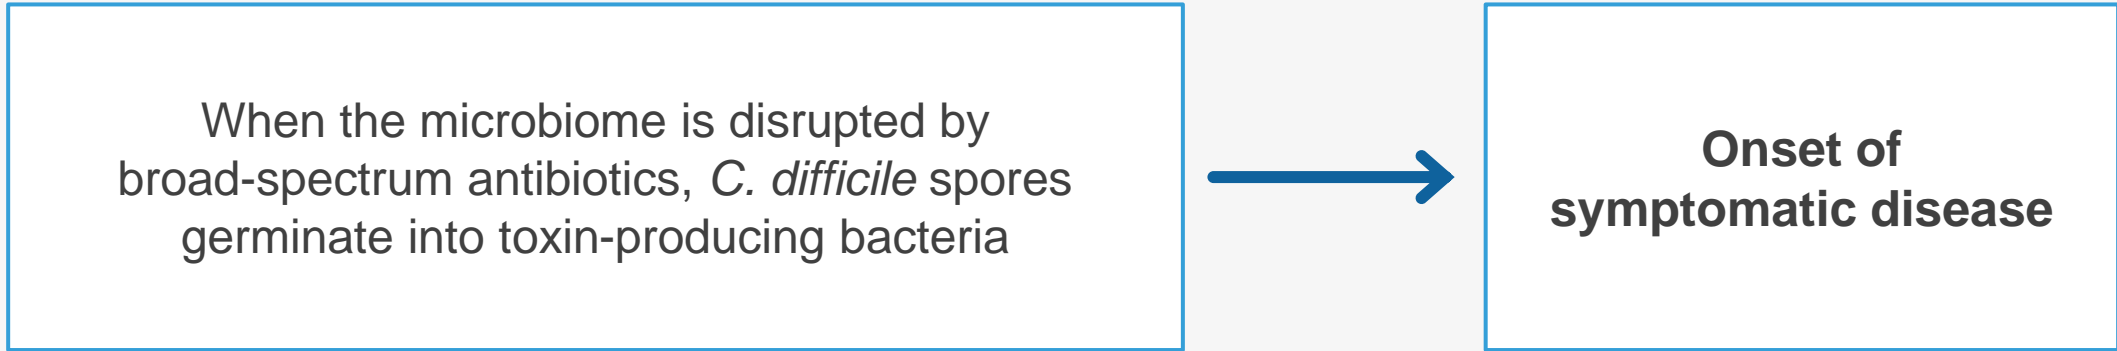 When the microbiome is disrupted by
broad-spectrum antibiotics, C. difficile spores
germinate into toxin-producing bacteria
Onset of
symptomatic disease